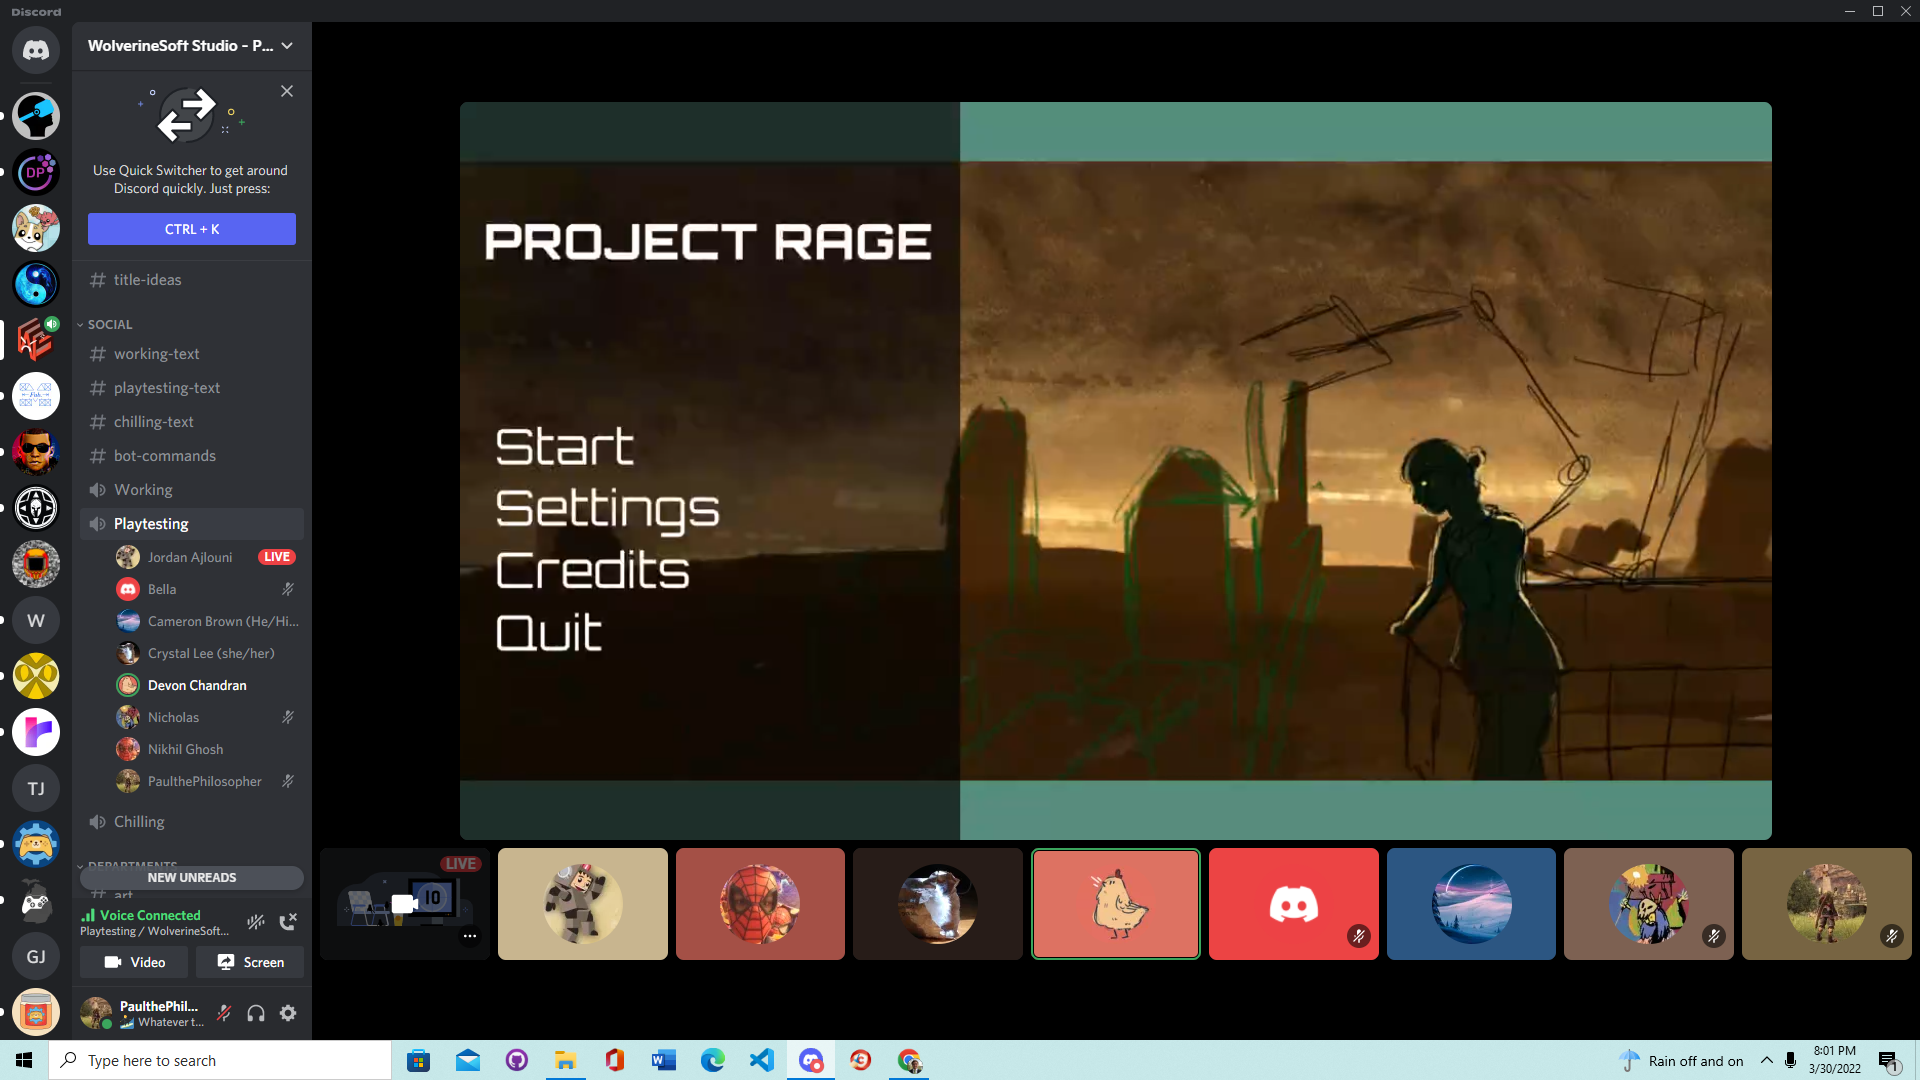 Discord
WolverineSoft Studio - P...
Use Quick Switcher to get around
Discord quickly. Just press:
CTRL + K
title-ideas
SOCIAL
working-text
playtesting-text
chilling-text
bot-commands
Working
Playtesting
Jordan Ajlouni LIVE
Bella
Cameron Brown (He/Hi...
Crystal Lee (she/her)
Devon Chandran
Nicholas
Nikhil Ghosh
PaulthePhilosopher
Chilling
DEPARTMENTS
NEW UNREADS
art
Voice Connected
Playtesting / WolverineSoft...
Video Screen
PaulthePhil...
Whatever t...
DP
W
TJ
GJ
PROJECT RAGE
Start
Settings
Credits
Quit
LIVE
Type here to search
Rain off and on
8:01 PM
3/30/2022
1